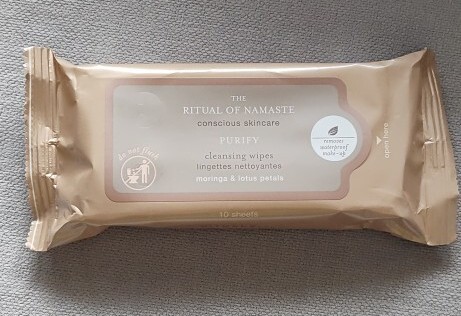 THE
RITUAL OF NAMASTE
conscious skincare
PURIFY
cleansing wipes
lingettes nettoyantes
moringa & lotus petals
10 sheets
do not flush
removes
waterproof
make-up
open here